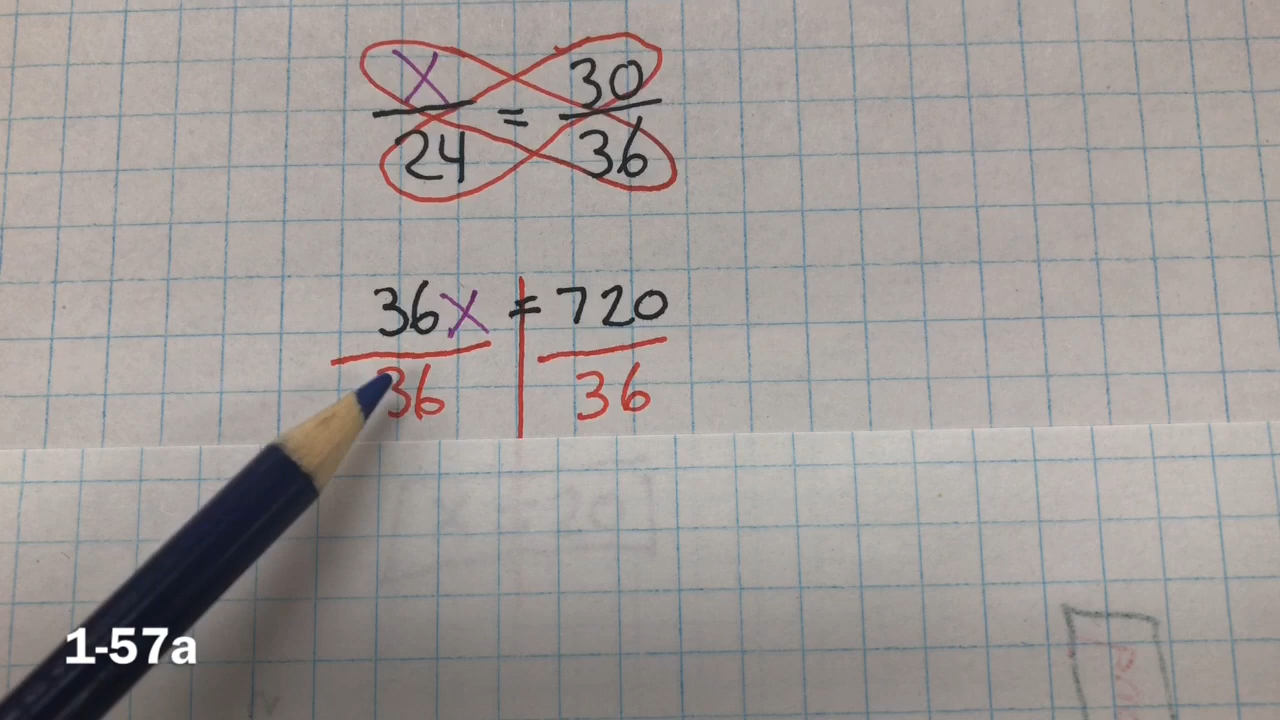 x/24 = 30/36
36x = 720
36 | 36
1-57a